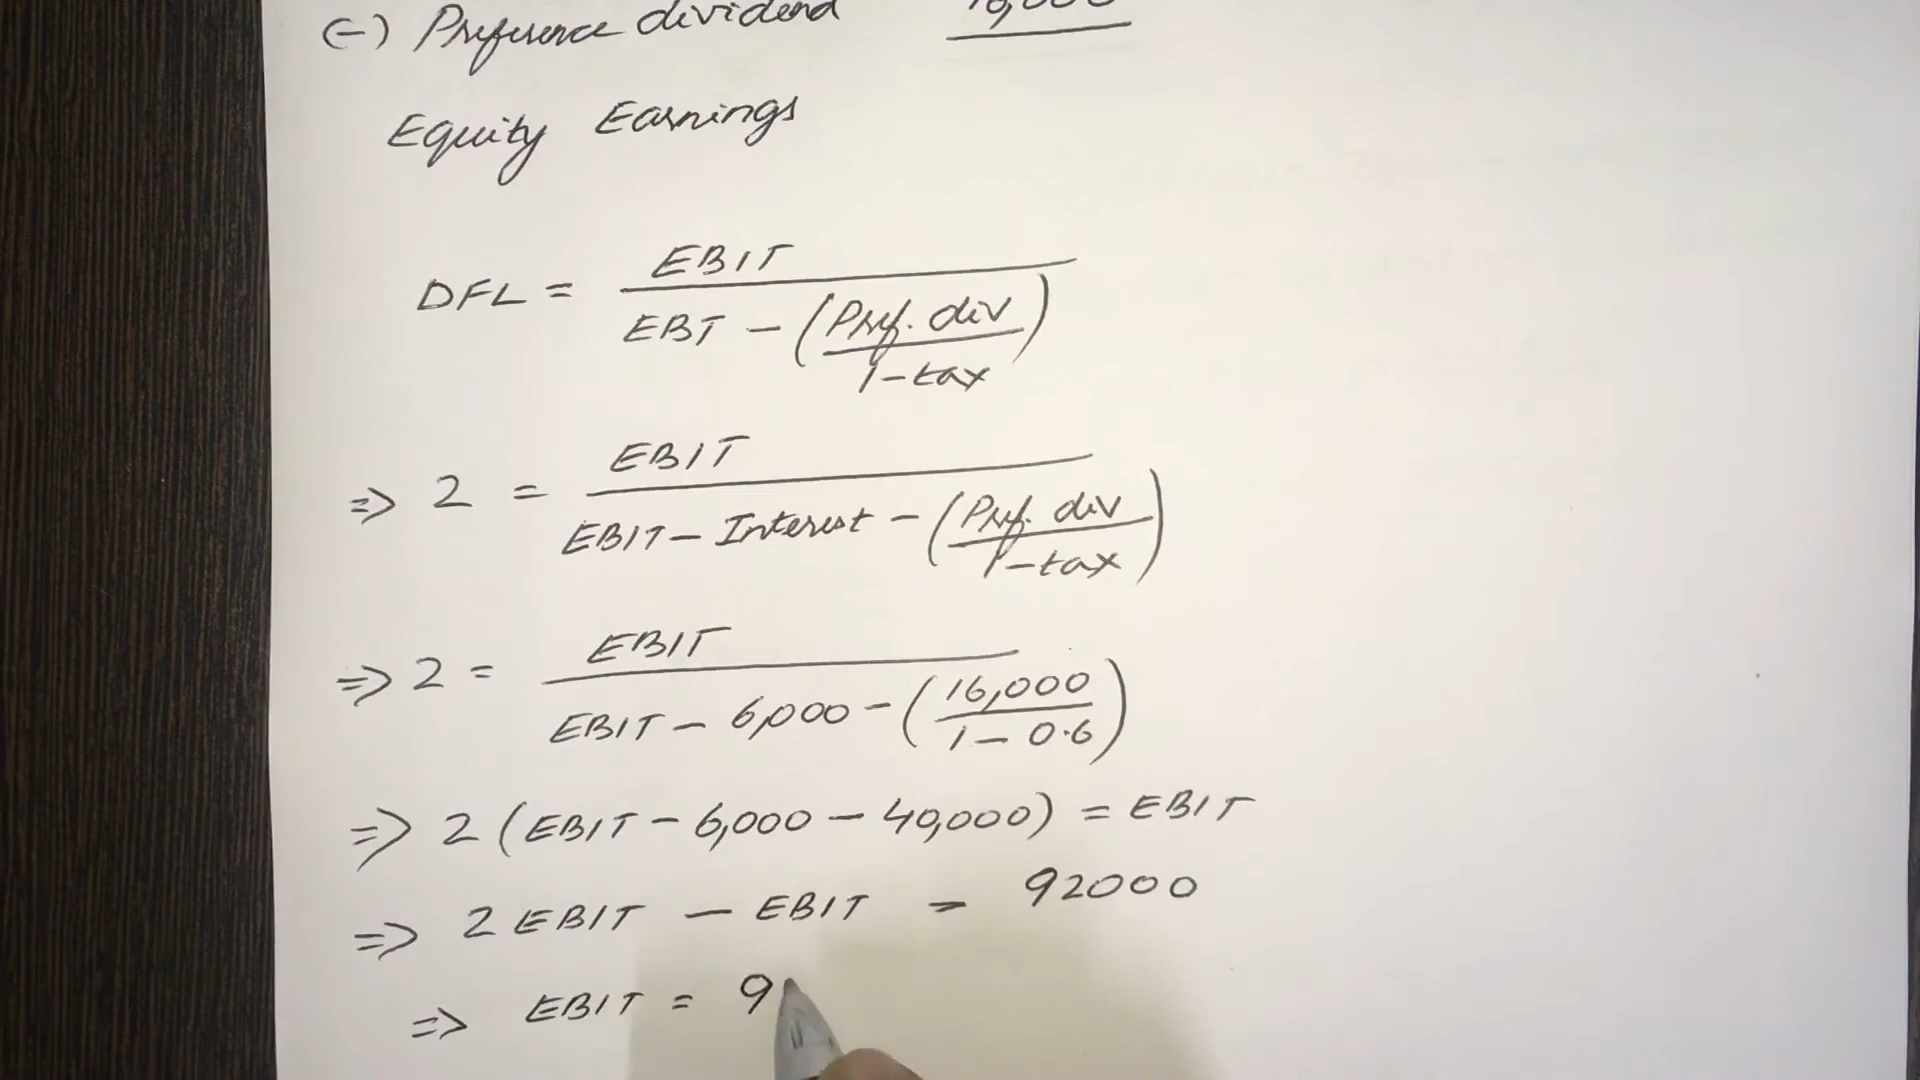 (-) Preference dividend 16,000
Equity Earnings
DFL = EBIT / EBT - (Pref. div / 1-tax)
=> 2 = EBIT / EBIT - Interest - (Pref. div / 1-tax)
=> 2 = EBIT / EBIT - 6,000 - (16,000 / 1 - 0.6)
=> 2 (EBIT - 6,000 - 40,000) = EBIT
=> 2 EBIT - EBIT = 92000
=> EBIT = 9